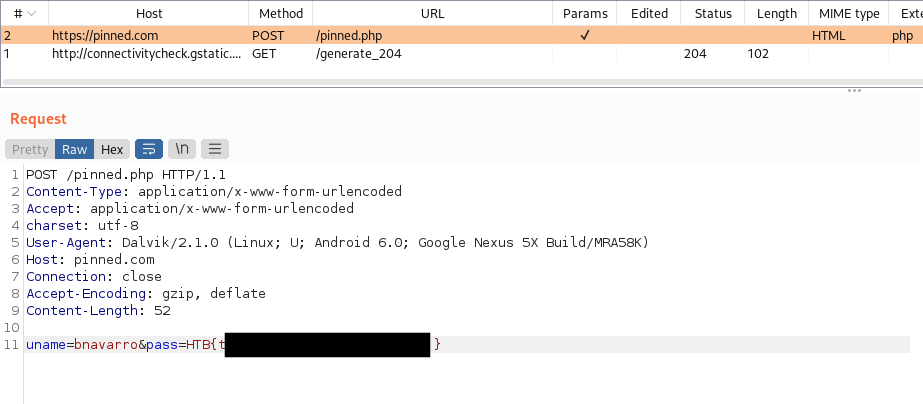 # Host Method URL Params Edited Status Length MIME type Exte
2 https://pinned.com POST /pinned.php ✓ HTML php
1 http://connectivitycheck.gstatic.... GET /generate_204 204 102
Request
Pretty Raw Hex \n
1 POST /pinned.php HTTP/1.1
2 Content-Type: application/x-www-form-urlencoded
3 Accept: application/x-www-form-urlencoded
4 charset: utf-8
5 User-Agent: Dalvik/2.1.0 (Linux; U; Android 6.0; Google Nexus 5X Build/MRA58K)
6 Host: pinned.com
7 Connection: close
8 Accept-Encoding: gzip, deflate
9 Content-Length: 52
10
11 uname=bnavarro&pass=HTB{t }